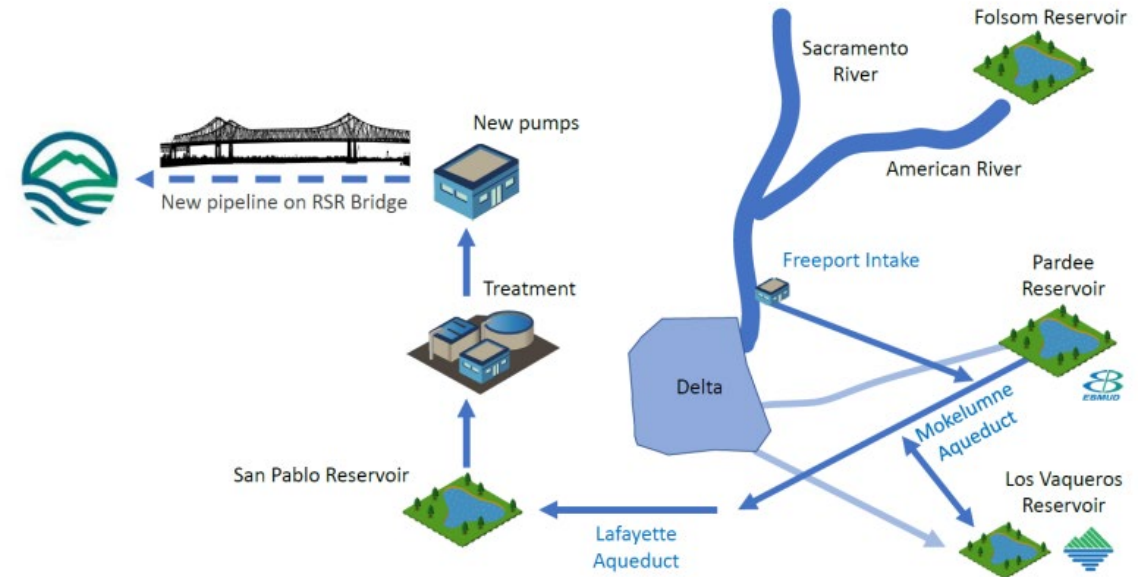 Folsom Reservoir
Sacramento
River
New pumps
American River
New pipeline on RSR Bridge
Freeport Intake
Pardee
Reservoir
Treatment
Delta
EBMUD
Mokelumne
Aqueduct
San Pablo Reservoir
Los Vaqueros
Reservoir
Lafayette
Aqueduct